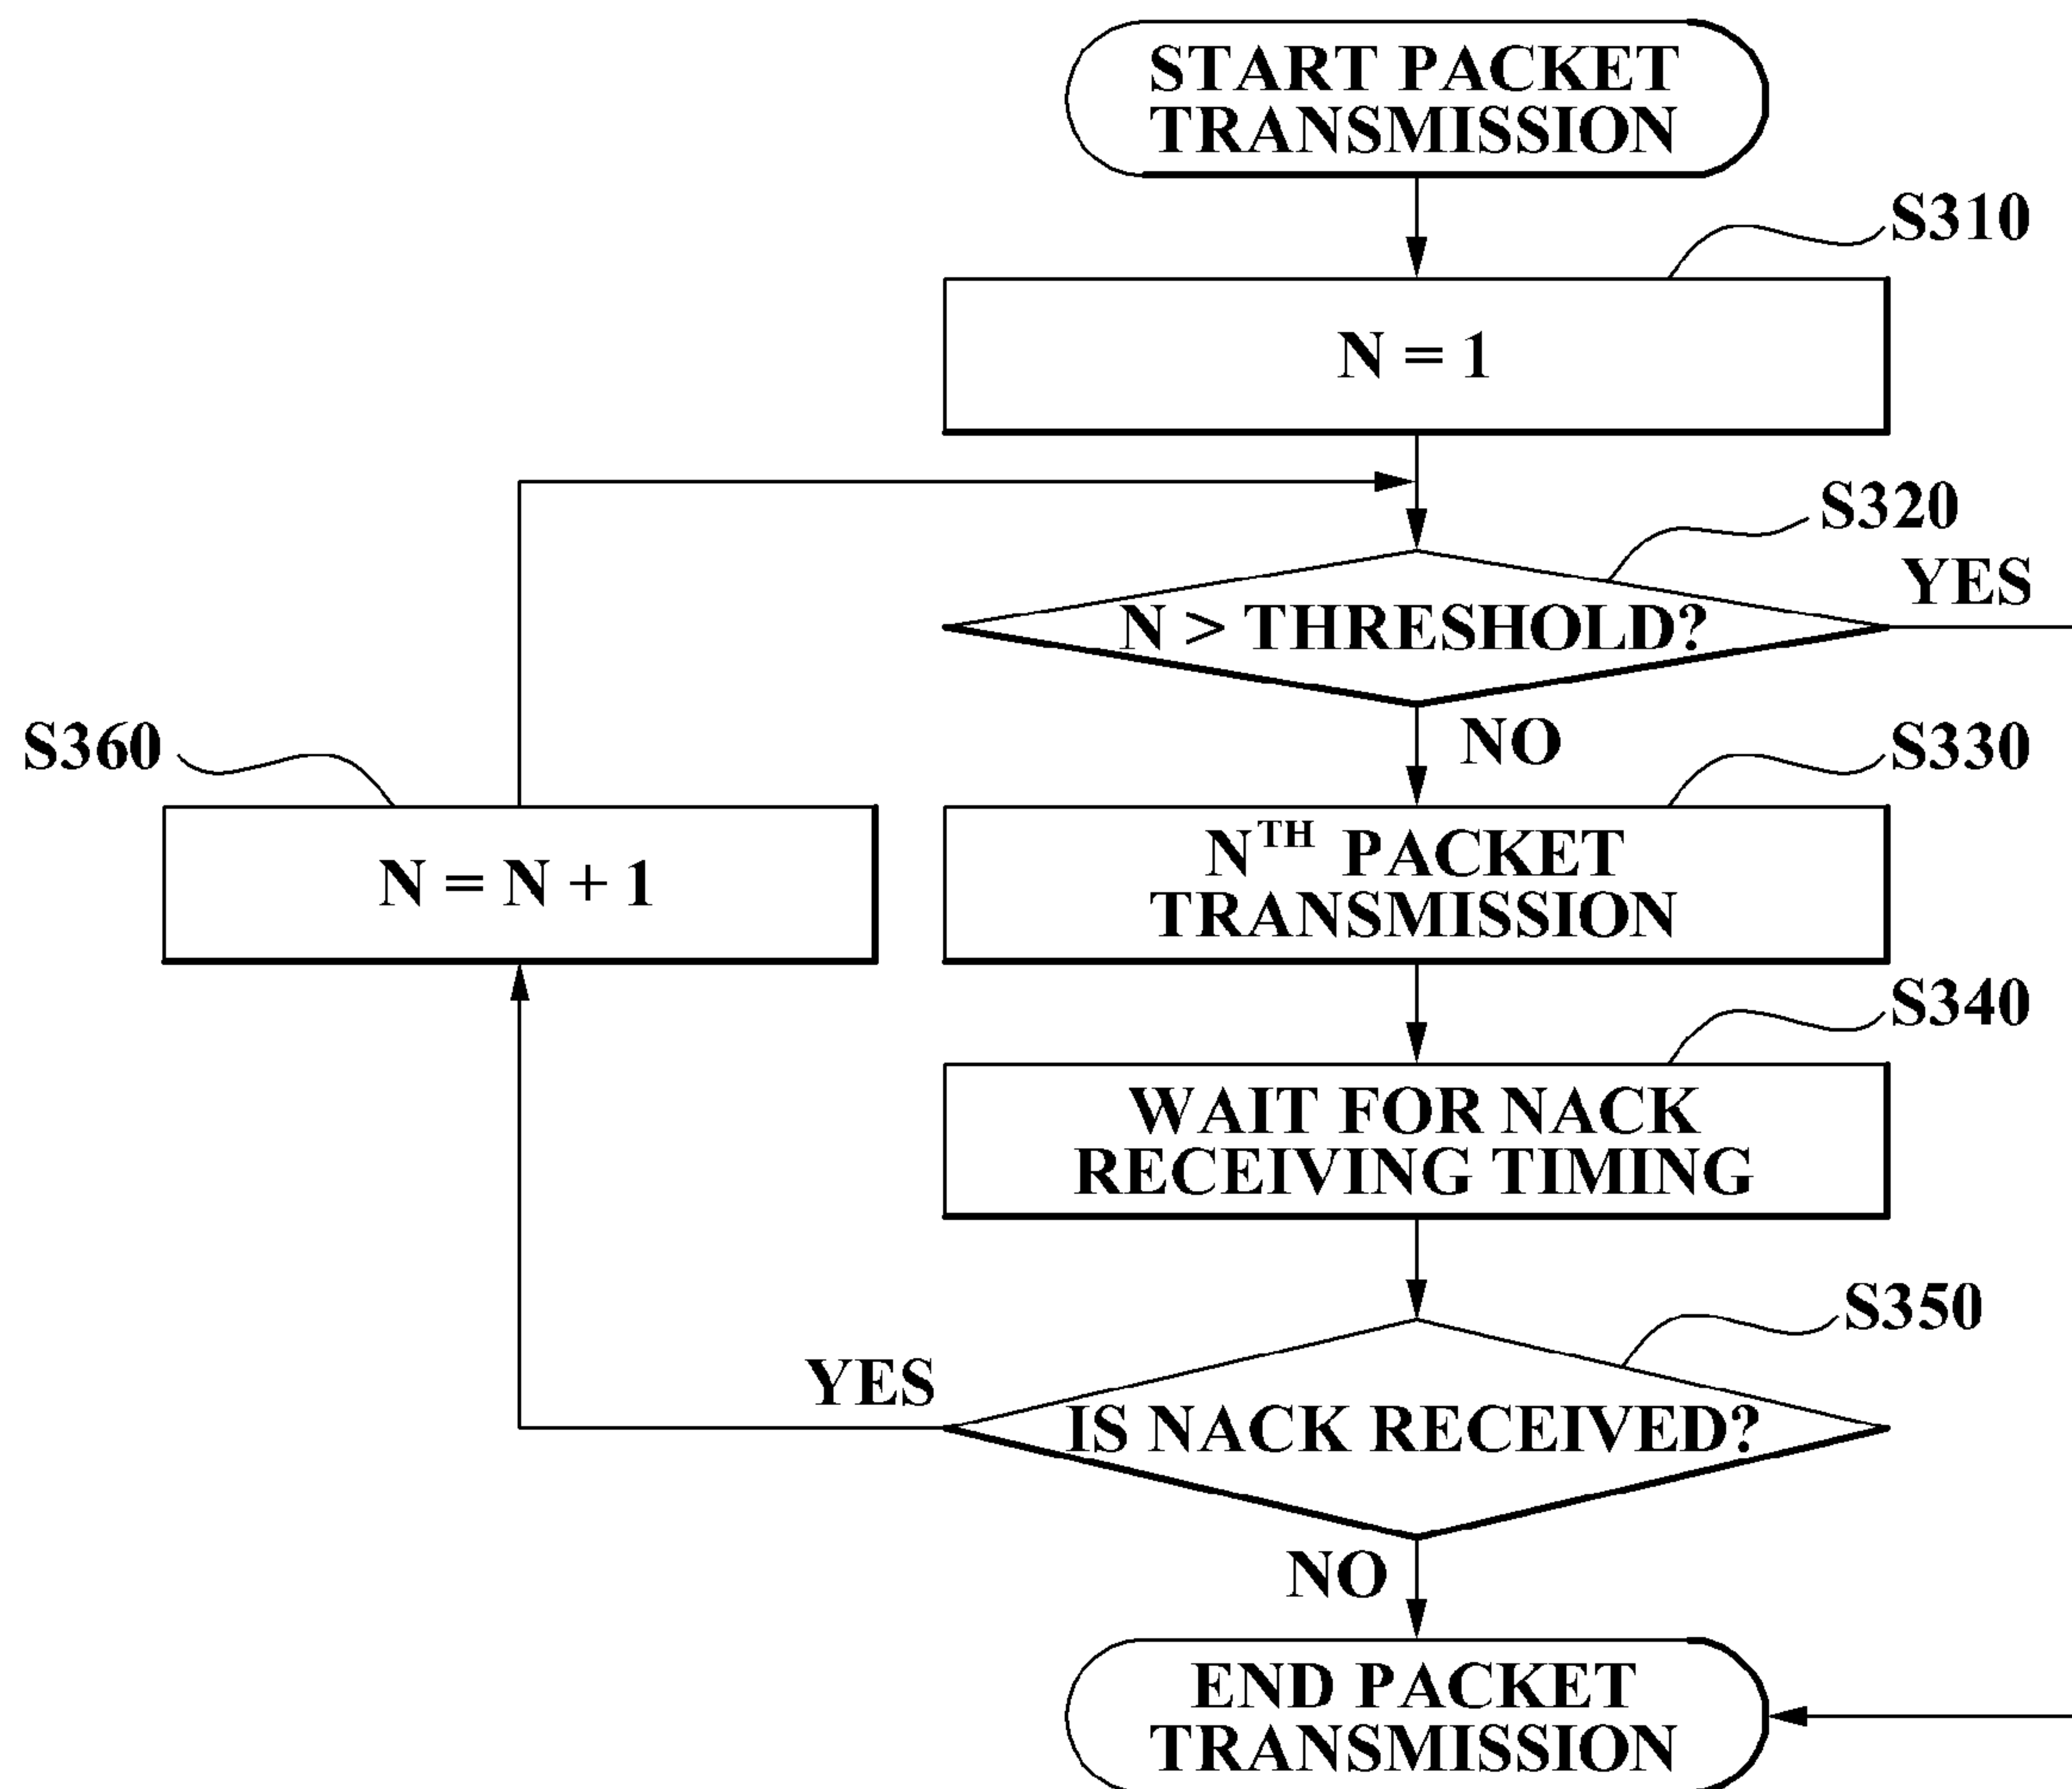 START PACKET
TRANSMISSION
S310
N = 1
S320
YES
N > THRESHOLD?
NO
S360
S330
N = N + 1
Nᵀᴴ PACKET
TRANSMISSION
S340
WAIT FOR NACK
RECEIVING TIMING
S350
YES
IS NACK RECEIVED?
NO
END PACKET
TRANSMISSION